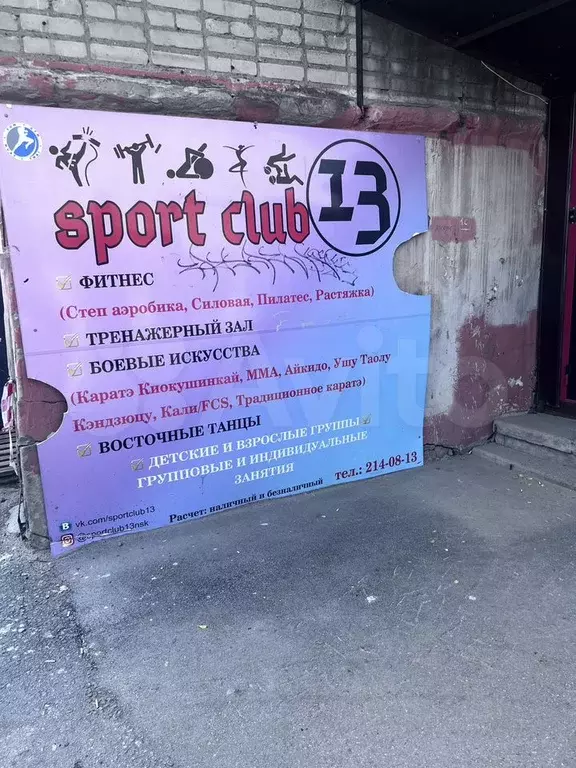 sport club 13
ФИТНЕС
(Степ аэробика, Силовая, Пилатес, Растяжка)
ТРЕНАЖЕРНЫЙ ЗАЛ
БОЕВЫЕ ИСКУССТВА
(Каратэ Киокушинкай, ММА, Айкидо, Ушу Таолу
Кэндзюцу, Кали/FCS, Традиционное каратэ)
ВОСТОЧНЫЕ ТАНЦЫ
ДЕТСКИЕ И ВЗРОСЛЫЕ ГРУППЫ
ГРУППОВЫЕ И ИНДИВИДУАЛЬНЫЕ
ЗАНЯТИЯ
тел.: 214-08-13
vk.com/sportclub13
@sportclub13nsk
Расчет: наличный и безналичный
Avito